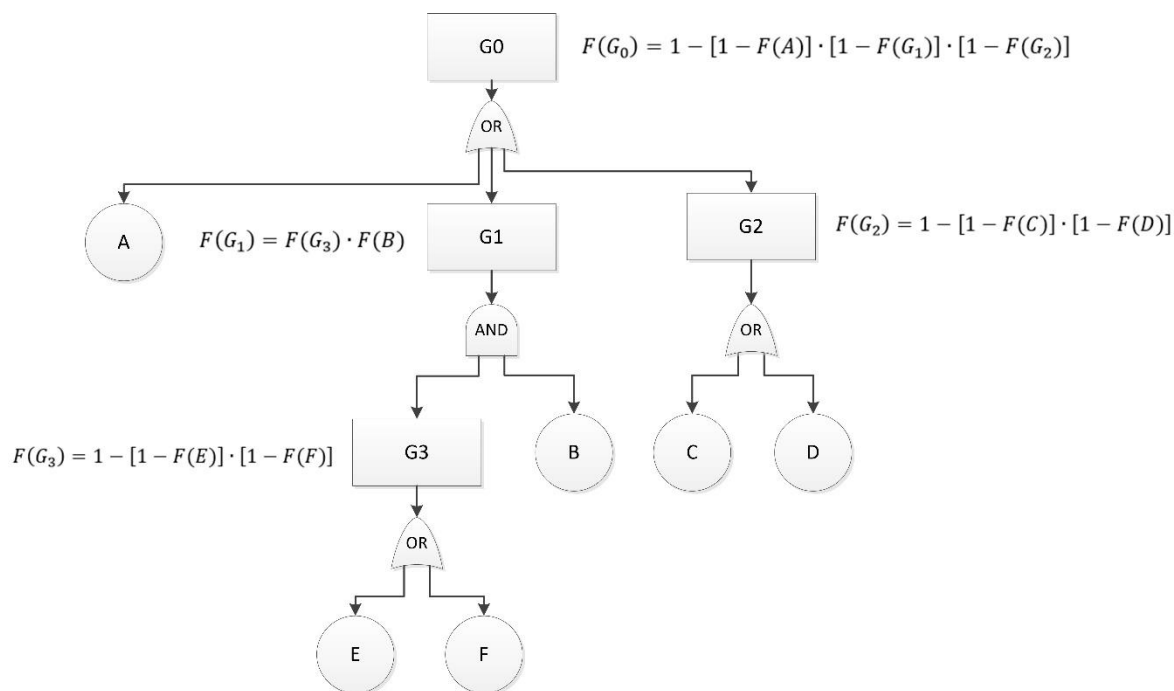 G0
F(G₀) = 1 − [1 − F(A)] · [1 − F(G₁)] · [1 − F(G₂)]
OR
A
F(G₁) = F(G₃) · F(B)
G1
G2
F(G₂) = 1 − [1 − F(C)] · [1 − F(D)]
AND
OR
F(G₃) = 1 − [1 − F(E)] · [1 − F(F)]
G3
B
C
D
OR
E
F